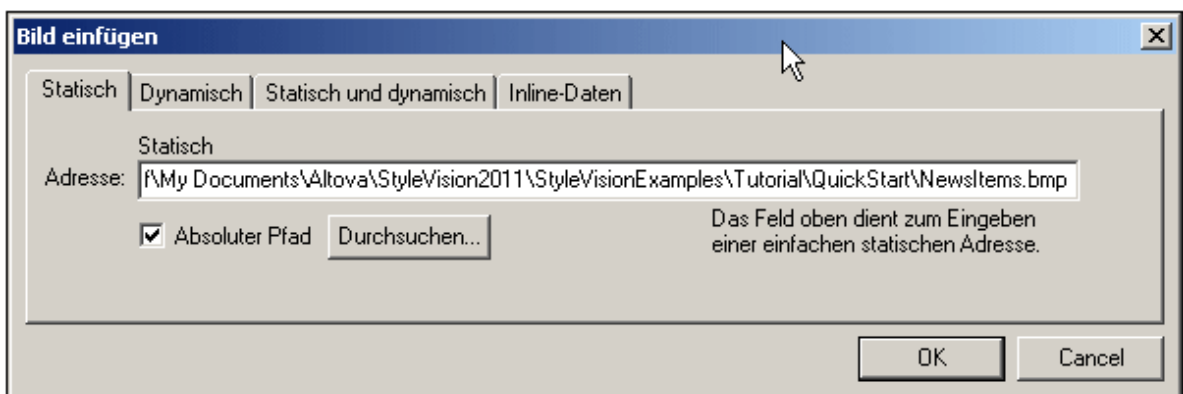 Bild einfügen
Statisch Dynamisch Statisch und dynamisch Inline-Daten
Statisch
Adresse: f\My Documents\Altova\StyleVision2011\StyleVisionExamples\Tutorial\QuickStart\NewsItems.bmp
Absoluter Pfad Durchsuchen...
Das Feld oben dient zum Eingeben
einer einfachen statischen Adresse.
OK Cancel